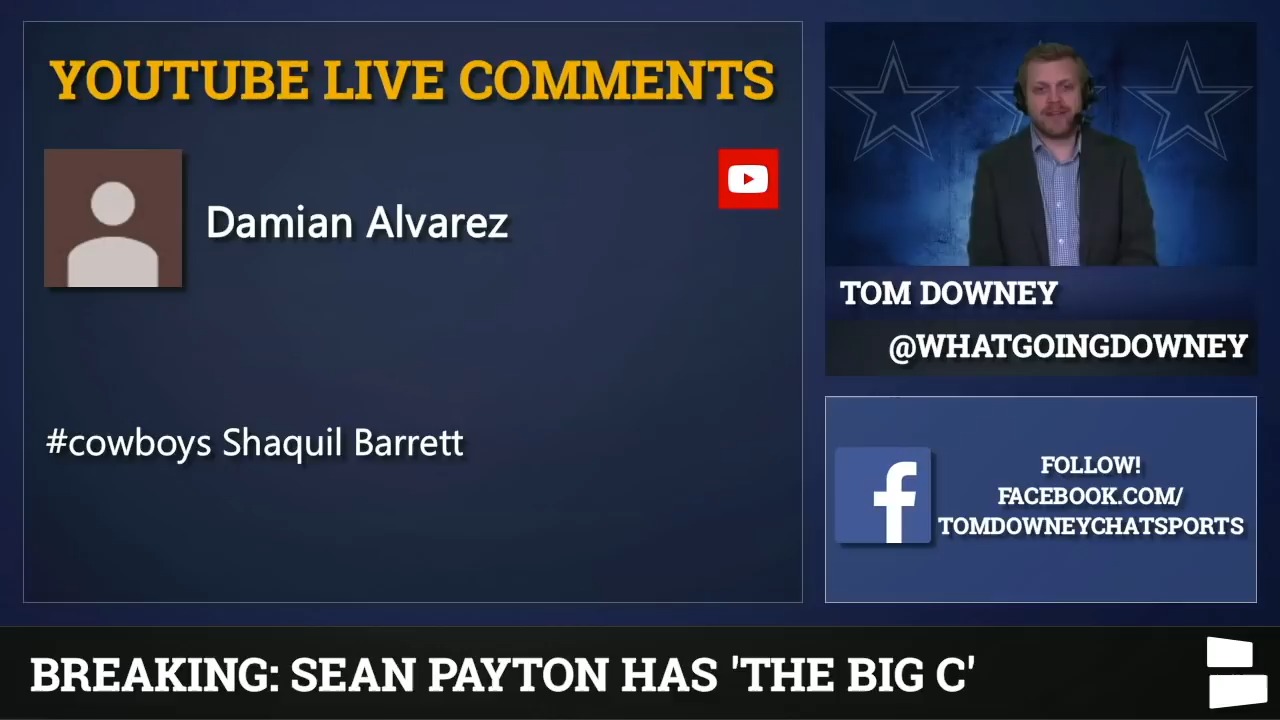 YOUTUBE LIVE COMMENTS
Damian Alvarez
#cowboys Shaquil Barrett
TOM DOWNEY
@WHATGOINGDOWNEY
f
FOLLOW!
FACEBOOK.COM/
TOMDOWNEYCHATSPORTS
BREAKING: SEAN PAYTON HAS 'THE BIG C'